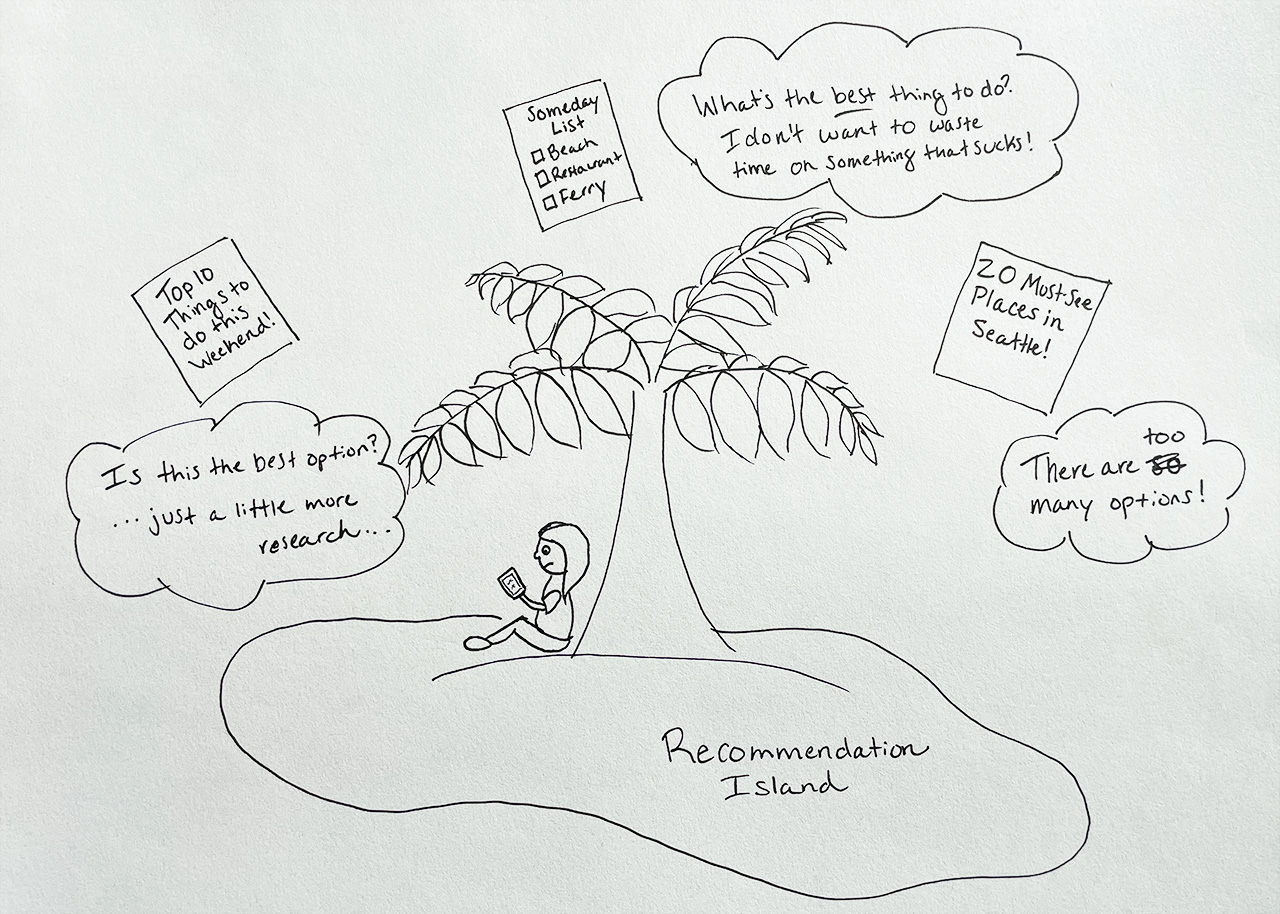 Someday
List
Beach
Restaurant
Ferry
What's the best thing to do?
I don't want to waste
time on something that sucks!
Top 10
Things to
do this
Weekend!
20 Must-See
Places in
Seattle!
Is this the best option?
...just a little more
research...
too
There are so
many options!
Recommendation
Island